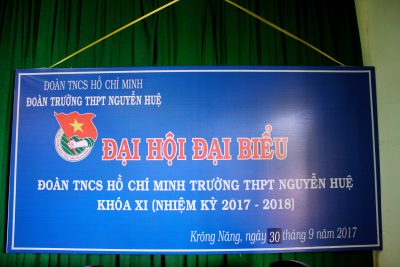 ĐOÀN TNCS HỒ CHÍ MINH
ĐOÀN TRƯỜNG THPT NGUYỄN HUỆ
ĐẠI HỘI ĐẠI BIỂU
ĐOÀN TNCS HỒ CHÍ MINH TRƯỜNG THPT NGUYỄN HUỆ
KHÓA XI (NHIỆM KỲ 2017 - 2018)
Krông Năng, ngày 30 tháng 9 năm 2017